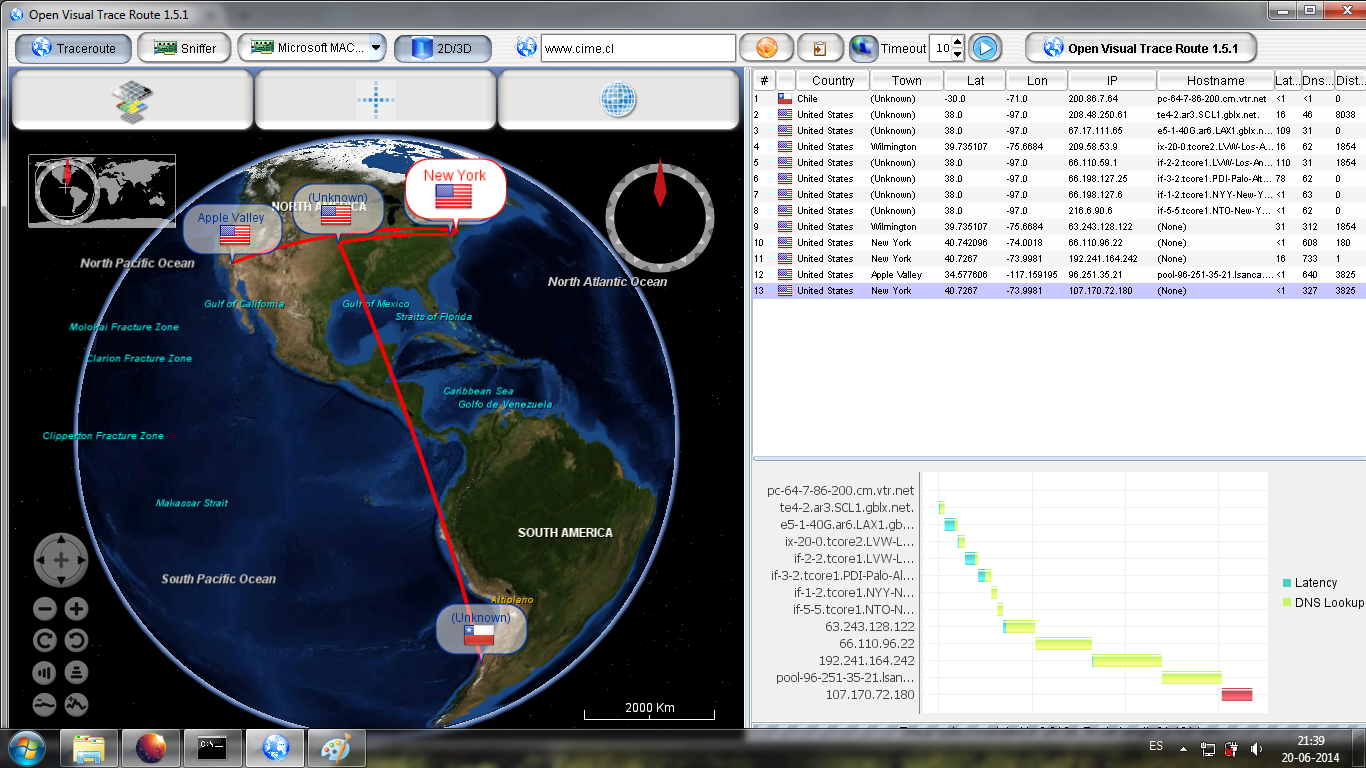 Open Visual Trace Route 1.5.1
Traceroute Sniffer Microsoft MAC... 2D/3D www.cime.cl Timeout 10 Open Visual Trace Route 1.5.1
# Country Town Lat Lon IP Hostname Lat... Dns... Dist...
1 Chile (Unknown) -30.0 -71.0 200.86.7.64 pc-64-7-86-200.cm.vtr.net <1 <1 0
2 United States (Unknown) 38.0 -97.0 208.48.250.61 te4-2.ar3.SCL1.gblx.net. 16 46 8038
3 United States (Unknown) 38.0 -97.0 67.17.111.65 e5-1-40G.ar6.LAX1.gblx.n... 109 31 0
4 United States Wilmington 39.735107 -75.6684 209.58.53.9 ix-20-0.tcore2.LVW-Los-A... 16 62 1854
5 United States (Unknown) 38.0 -97.0 66.110.59.1 if-2-2.tcore1.LVW-Los-An... 110 31 1854
6 United States (Unknown) 38.0 -97.0 66.198.127.25 if-3-2.tcore1.PDI-Palo-Alt... 78 62 0
7 United States (Unknown) 38.0 -97.0 66.198.127.6 if-1-2.tcore1.NYY-New-Y... <1 63 0
8 United States (Unknown) 38.0 -97.0 216.6.90.6 if-5-5.tcore1.NTO-New-Y... <1 62 0
9 United States Wilmington 39.735107 -75.6684 63.243.128.122 (None) 31 312 1854
10 United States New York 40.742096 -74.0018 66.110.96.22 (None) <1 608 180
11 United States New York 40.7267 -73.9981 192.241.164.242 (None) 16 733 1
12 United States Apple Valley 34.577606 -117.159195 96.251.35.21 pool-96-251-35-21.lsanca.... <1 640 3825
13 United States New York 40.7267 -73.9981 107.170.72.180 (None) <1 327 3825
New York
(Unknown)
NORTH AMERICA
Apple Valley
North Pacific Ocean
North Atlantic Ocean
Gulf of California
Gulf of Mexico
Straits of Florida
Molokai Fracture Zone
Clarion Fracture Zone
Caribbean Sea
Golfo de Venezuela
Clipperton Fracture Zone
Makassar Strait
SOUTH AMERICA
South Pacific Ocean
Altiplano
(Unknown)
2000 Km
pc-64-7-86-200.cm.vtr.net
te4-2.ar3.SCL1.gblx.net.
e5-1-40G.ar6.LAX1.gb...
ix-20-0.tcore2.LVW-L...
if-2-2.tcore1.LVW-L...
if-3-2.tcore1.PDI-Palo-Al...
if-1-2.tcore1.NYY-N...
if-5-5.tcore1.NTO-N...
63.243.128.122
66.110.96.22
192.241.164.242
pool-96-251-35-21.lsan...
107.170.72.180
Latency
DNS Lookup
ES
21:39
20-06-2014